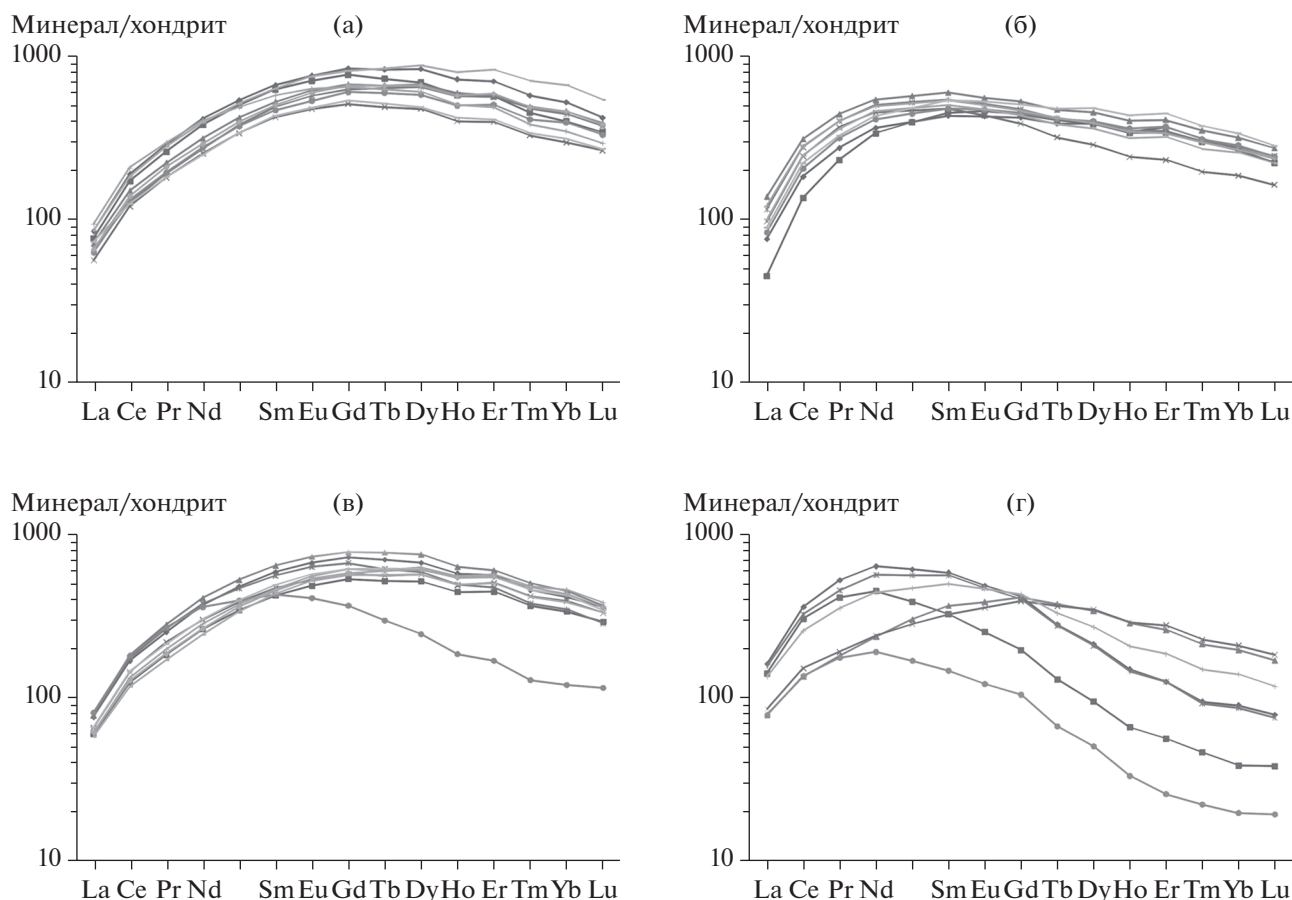 Минерал/хондрит (а)
1000
100
10
La Ce Pr Nd Sm Eu Gd Tb Dy Ho Er Tm Yb Lu
Минерал/хондрит (б)
1000
100
10
La Ce Pr Nd Sm Eu Gd Tb Dy Ho Er Tm Yb Lu
Минерал/хондрит (в)
1000
100
10
La Ce Pr Nd Sm Eu Gd Tb Dy Ho Er Tm Yb Lu
Минерал/хондрит (г)
1000
100
10
La Ce Pr Nd Sm Eu Gd Tb Dy Ho Er Tm Yb Lu